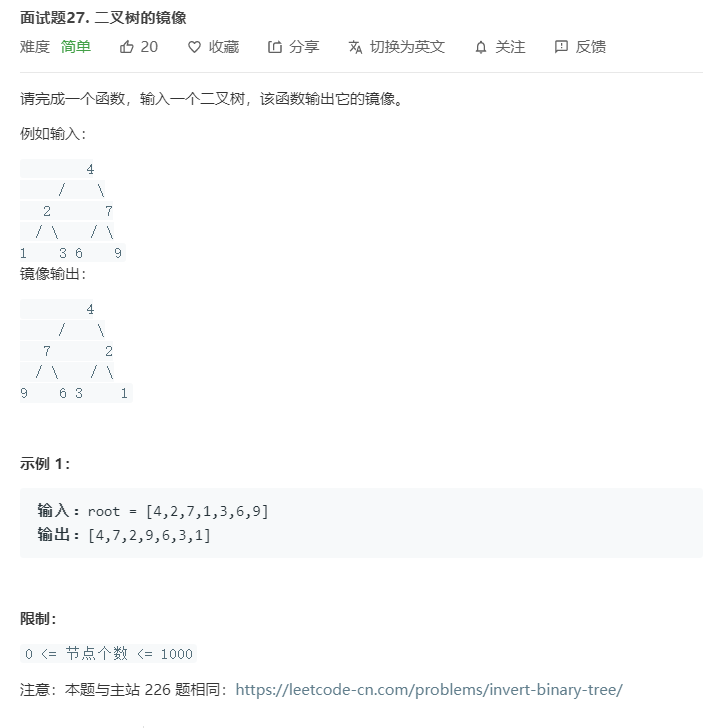 面试题27. 二叉树的镜像
难度 简单 20 收藏 分享 切换为英文 关注 反馈
请完成一个函数，输入一个二叉树，该函数输出它的镜像。
例如输入：
4
/ \
2 7
/ \ / \
1 3 6 9
镜像输出：
4
/ \
7 2
/ \ / \
9 6 3 1
示例 1：
输入：root = [4,2,7,1,3,6,9]
输出：[4,7,2,9,6,3,1]
限制：
0 <= 节点个数 <= 1000
注意：本题与主站 226 题相同：https://leetcode-cn.com/problems/invert-binary-tree/